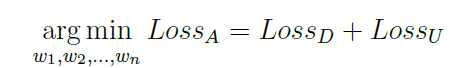 arg min Loss_A = Loss_D + Loss_U
w_1,w_2,...,w_n